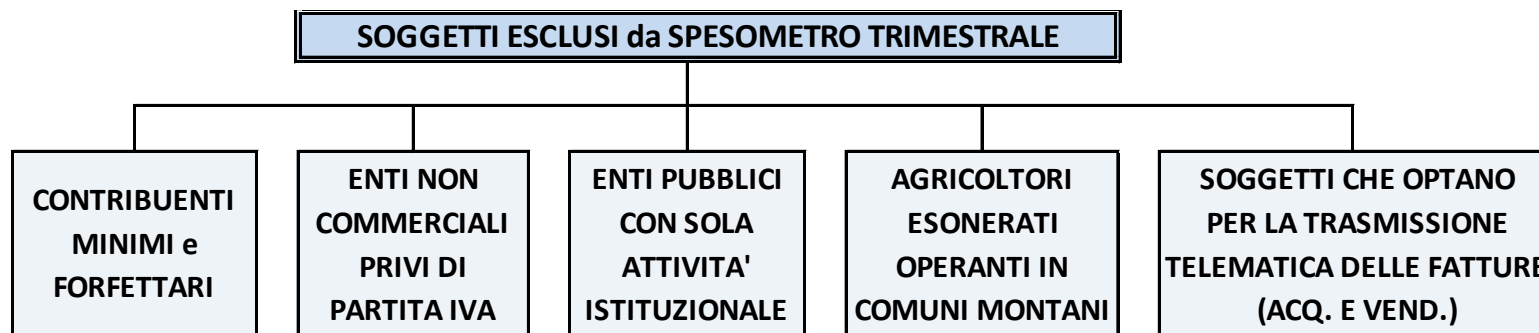 SOGGETTI ESCLUSI da SPESOMETRO TRIMESTRALE
CONTRIBUENTI
MINIMI e
FORFETTARI
ENTI NON
COMMERCIALI
PRIVI DI
PARTITA IVA
ENTI PUBBLICI
CON SOLA
ATTIVITA'
ISTITUZIONALE
AGRICOLTORI
ESONERATI
OPERANTI IN
COMUNI MONTANI
SOGGETTI CHE OPTANO
PER LA TRASMISSIONE
TELEMATICA DELLE FATTURE
(ACQ. E VEND.)